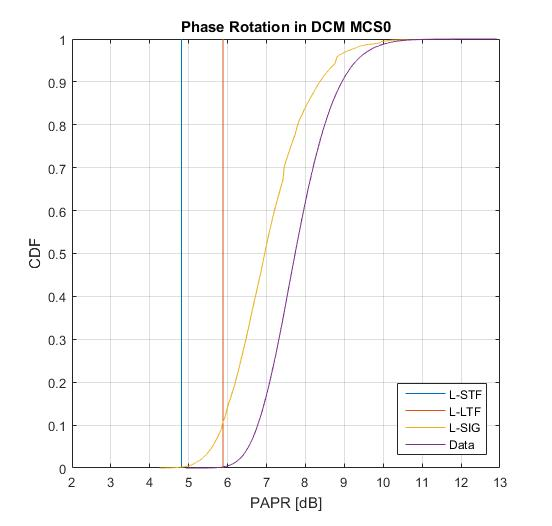 Phase Rotation in DCM MCS0
1
0.9
0.8
0.7
0.6
0.5
0.4
0.3
0.2
0.1
0
CDF
L-STF
L-LTF
L-SIG
Data
2 3 4 5 6 7 8 9 10 11 12 13
PAPR [dB]